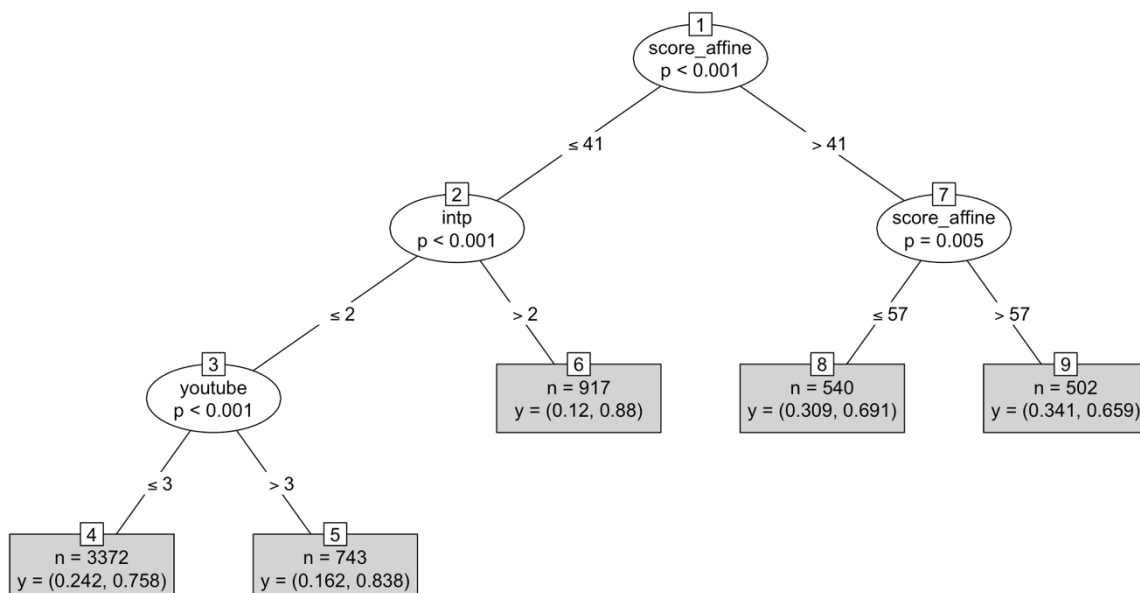 1
score_affine
p < 0.001
≤ 41
> 41
2
intp
p < 0.001
7
score_affine
p = 0.005
≤ 2
> 2
≤ 57
> 57
3
youtube
p < 0.001
6
n = 917
y = (0.12, 0.88)
8
n = 540
y = (0.309, 0.691)
9
n = 502
y = (0.341, 0.659)
≤ 3
> 3
4
n = 3372
y = (0.242, 0.758)
5
n = 743
y = (0.162, 0.838)